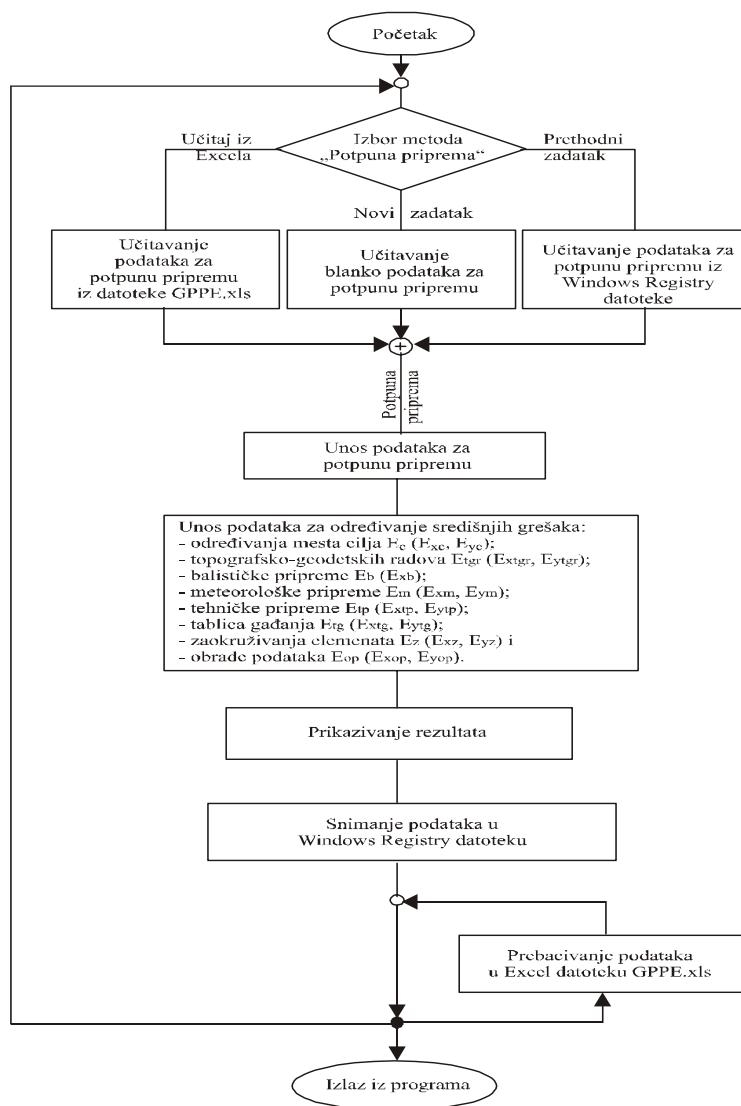 Početak
Učitaj iz
Excela
Izbor metoda
„Potpuna priprema“
Prethodni
zadatak
Novi zadatak
Učitavanje
podataka za
potpunu pripremu
iz datoteke GPPE.xls
Učitavanje
blanko podataka za
potpunu pripremu
Učitavanje podataka za
potpunu pripremu iz
Windows Registry
datoteke
+
Potpuna
priprema
Unos podataka za
potpunu pripremu
Unos podataka za određivanje središnjih grešaka:
- određivanja mesta cilja Ec (Exc, Eyc);
- topografsko-geodetskih radova Etgr (Extgr, Eytgr);
- balističke pripreme Eb (Exb);
- meteorološke pripreme Em (Exm, Eym);
- tehničke pripreme Etp (Extp, Eytp);
- tablica gađanja Etg (Extg, Eytg);
- zaokruživanja elemenata Ez (Exz, Eyz) i
- obrade podataka Eop (Exop, Eyop).
Prikazivanje rezultata
Snimanje podataka u
Windows Registry datoteku
Prebacivanje podataka
u Excel datoteku GPPE.xls
Izlaz iz programa